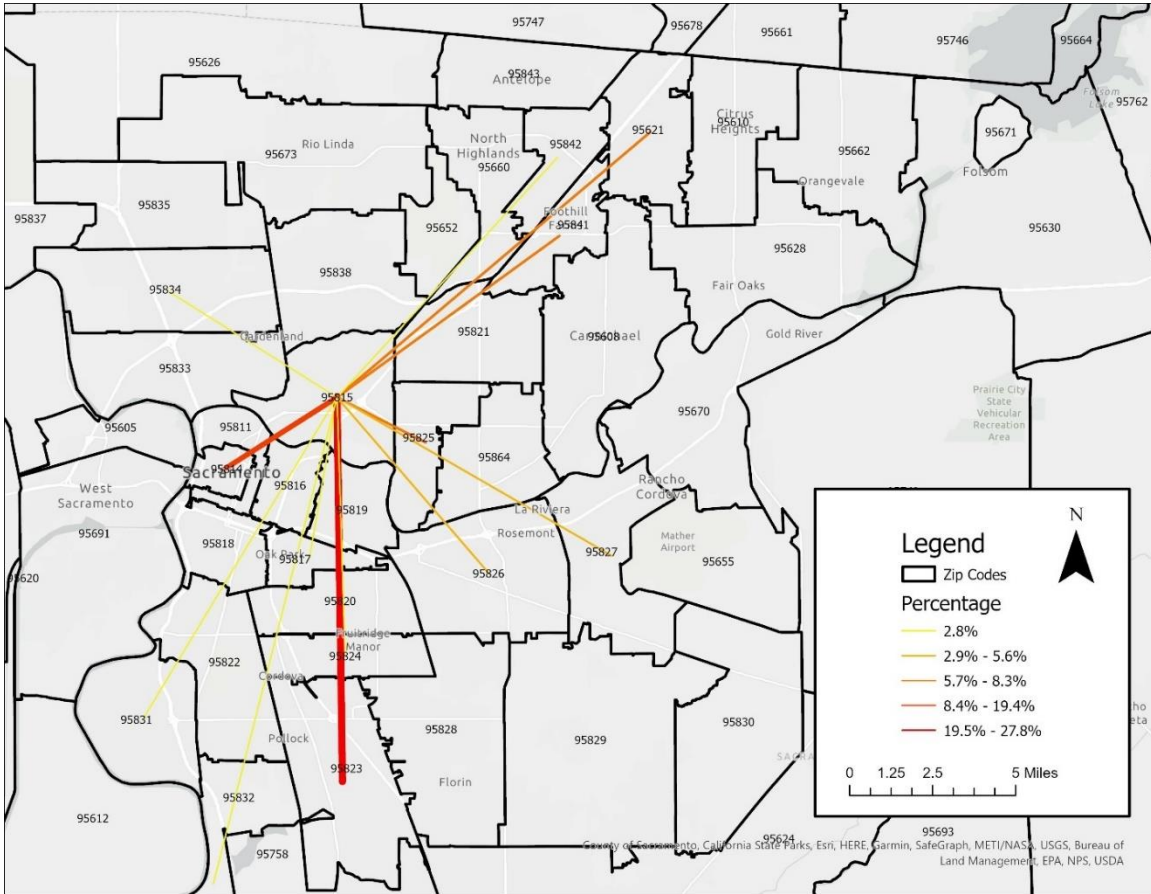 95747
95678
95661
95746
95664
95626
95843
Antelope
95762
Folsom
Lake
95621
Citrus
95610
Heights
95671
95673
Rio Linda
North
Highlands
95660
95842
95662
Folsom
Orangevale
95835
95837
95652
Foothill
95841
95630
95838
95628
95834
Fair Oaks
Gardenland
95821
95608
Gold River
95833
95815
Prairie City
State
Vehicular
Recreation
Area
95605
95811
95825
95670
95864
95814
Sacramento
West
Sacramento
95816
Rancho
Cordova
95819
La Riviera
Rosemont
95691
95818
Oak Park
95817
95827
Mather
Airport
95655
95620
95826
95820
Fruitridge
Manor
95824
95822
Cordova
95831
Pollock
95828
95829
95830
95823
Florin
95832
95612
95758
95624
95693
Legend
Zip Codes
Percentage
2.8%
2.9% - 5.6%
5.7% - 8.3%
8.4% - 19.4%
19.5% - 27.8%
N
0 1.25 2.5 5 Miles
County of Sacramento, California State Parks, Esri, HERE, Garmin, SafeGraph, METI/NASA, USGS, Bureau of
Land Management, EPA, NPS, USDA